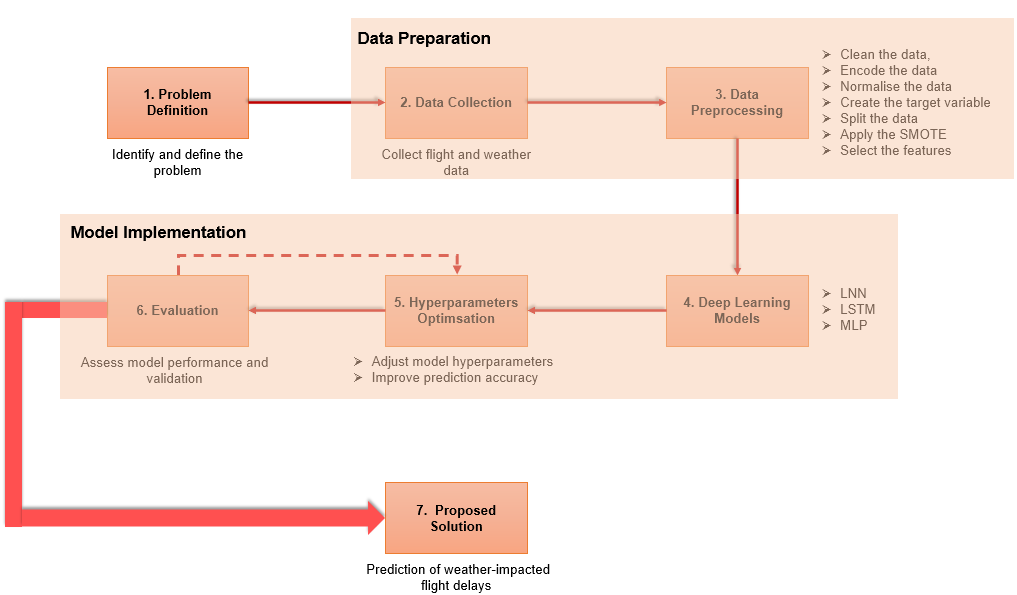 Data Preparation
1. Problem
Definition
Identify and define the
problem
2. Data Collection
Collect flight and weather
data
3. Data
Preprocessing
➢ Clean the data,
➢ Encode the data
➢ Normalise the data
➢ Create the target variable
➢ Split the data
➢ Apply the SMOTE
➢ Select the features
Model Implementation
4. Deep Learning
Models
➢ LNN
➢ LSTM
➢ MLP
5. Hyperparameters
Optimsation
➢ Adjust model hyperparameters
➢ Improve prediction accuracy
6. Evaluation
Assess model performance and
validation
7. Proposed
Solution
Prediction of weather-impacted
flight delays